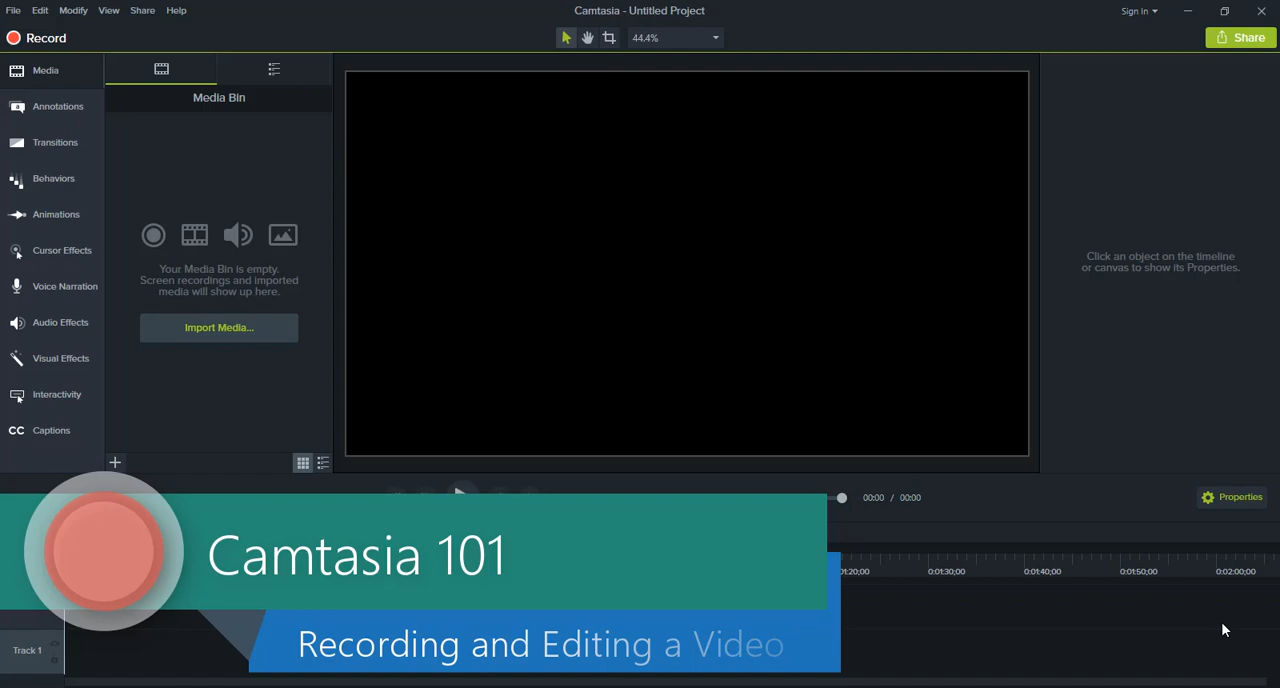 File Edit Modify View Share Help
Camtasia - Untitled Project
Sign In
Record
44.4%
Share
Media
Annotations
Transitions
Behaviors
Animations
Cursor Effects
Voice Narration
Audio Effects
Visual Effects
Interactivity
CC Captions
Media Bin
Your Media Bin is empty.
Screen recordings and imported
media will show up here.
Import Media...
Click an object on the timeline
or canvas to show its Properties.
00:00 / 00:00
Properties
Camtasia 101
Recording and Editing a Video
0:01:30;00 0:01:40;00 0:01:50;00 0:02:00;00
Track 1